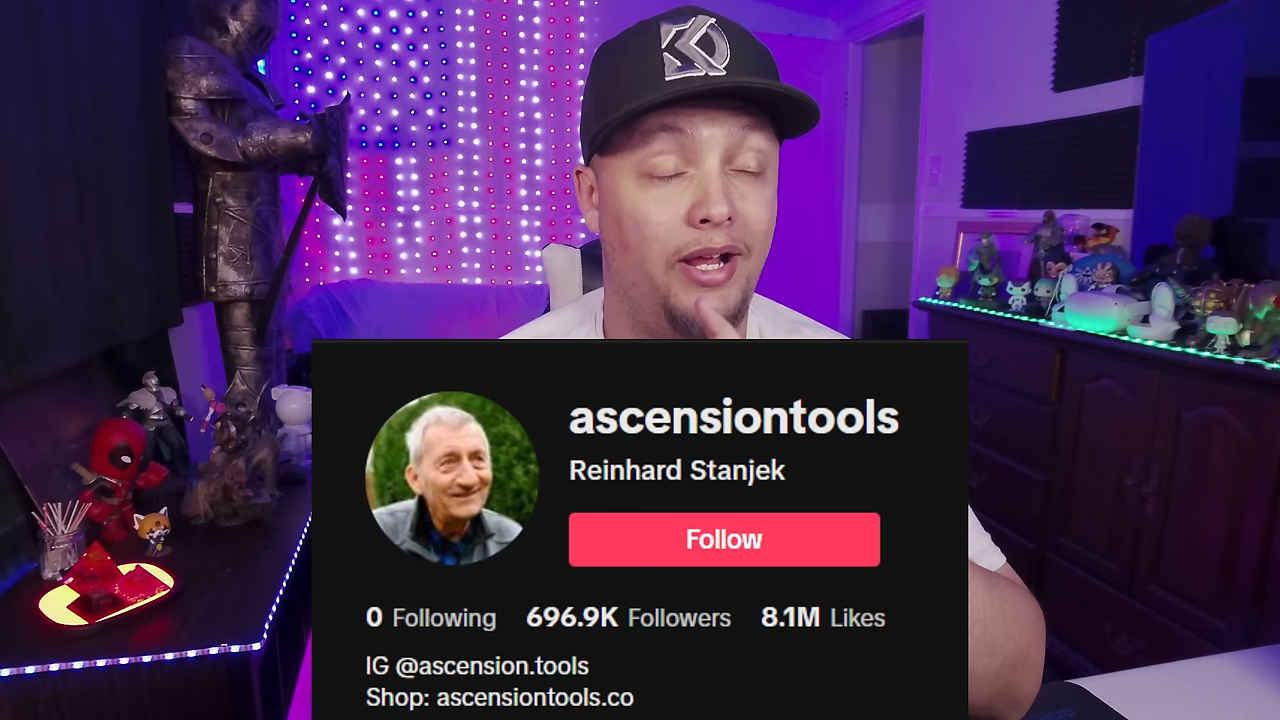 ascensiontools
Reinhard Stanjek
Follow
0 Following 696.9K Followers 8.1M Likes
IG @ascension.tools
Shop: ascensiontools.co